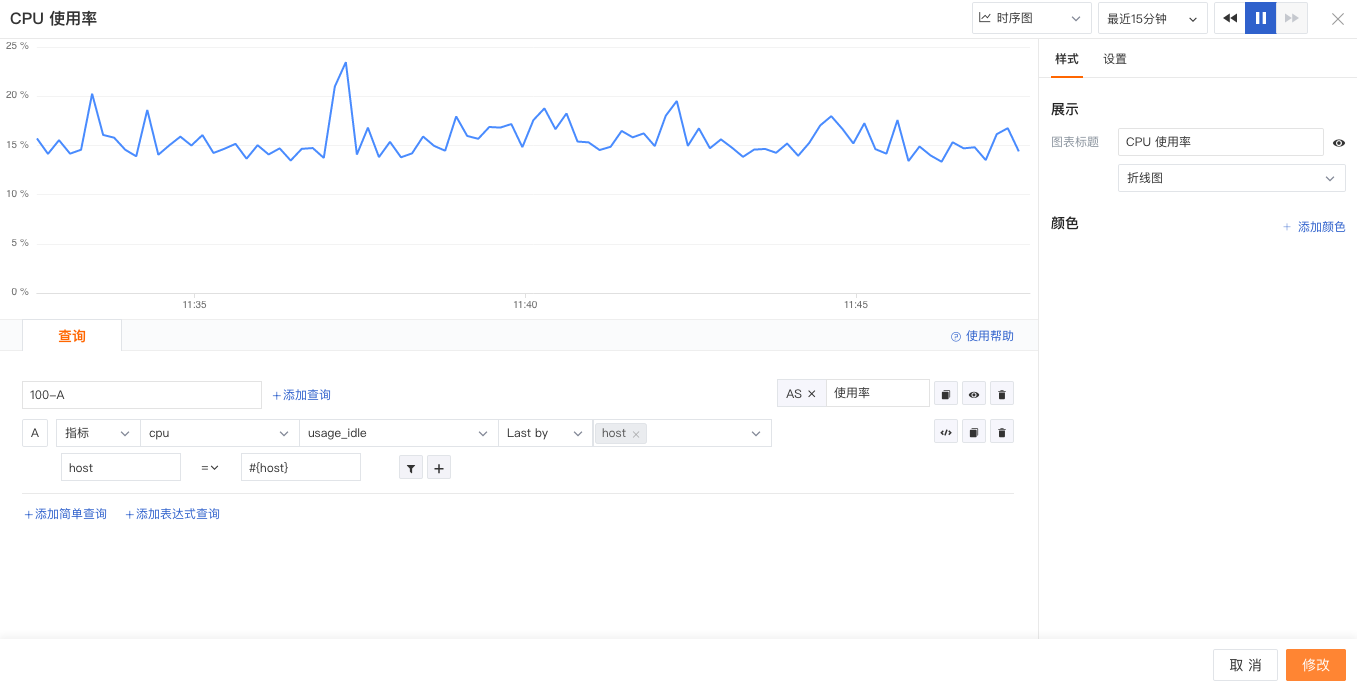 CPU 使用率
时序图
最近15分钟
25 %
20 %
15 %
10 %
5 %
0 %
11:35
11:40
11:45
样式
设置
展示
图表标题
CPU 使用率
折线图
颜色
+ 添加颜色
查询
使用帮助
100-A
+添加查询
AS ×
使用率
A
指标
cpu
usage_idle
Last by
host ×
host
=
#{host}
+添加简单查询
+添加表达式查询
取 消
修改